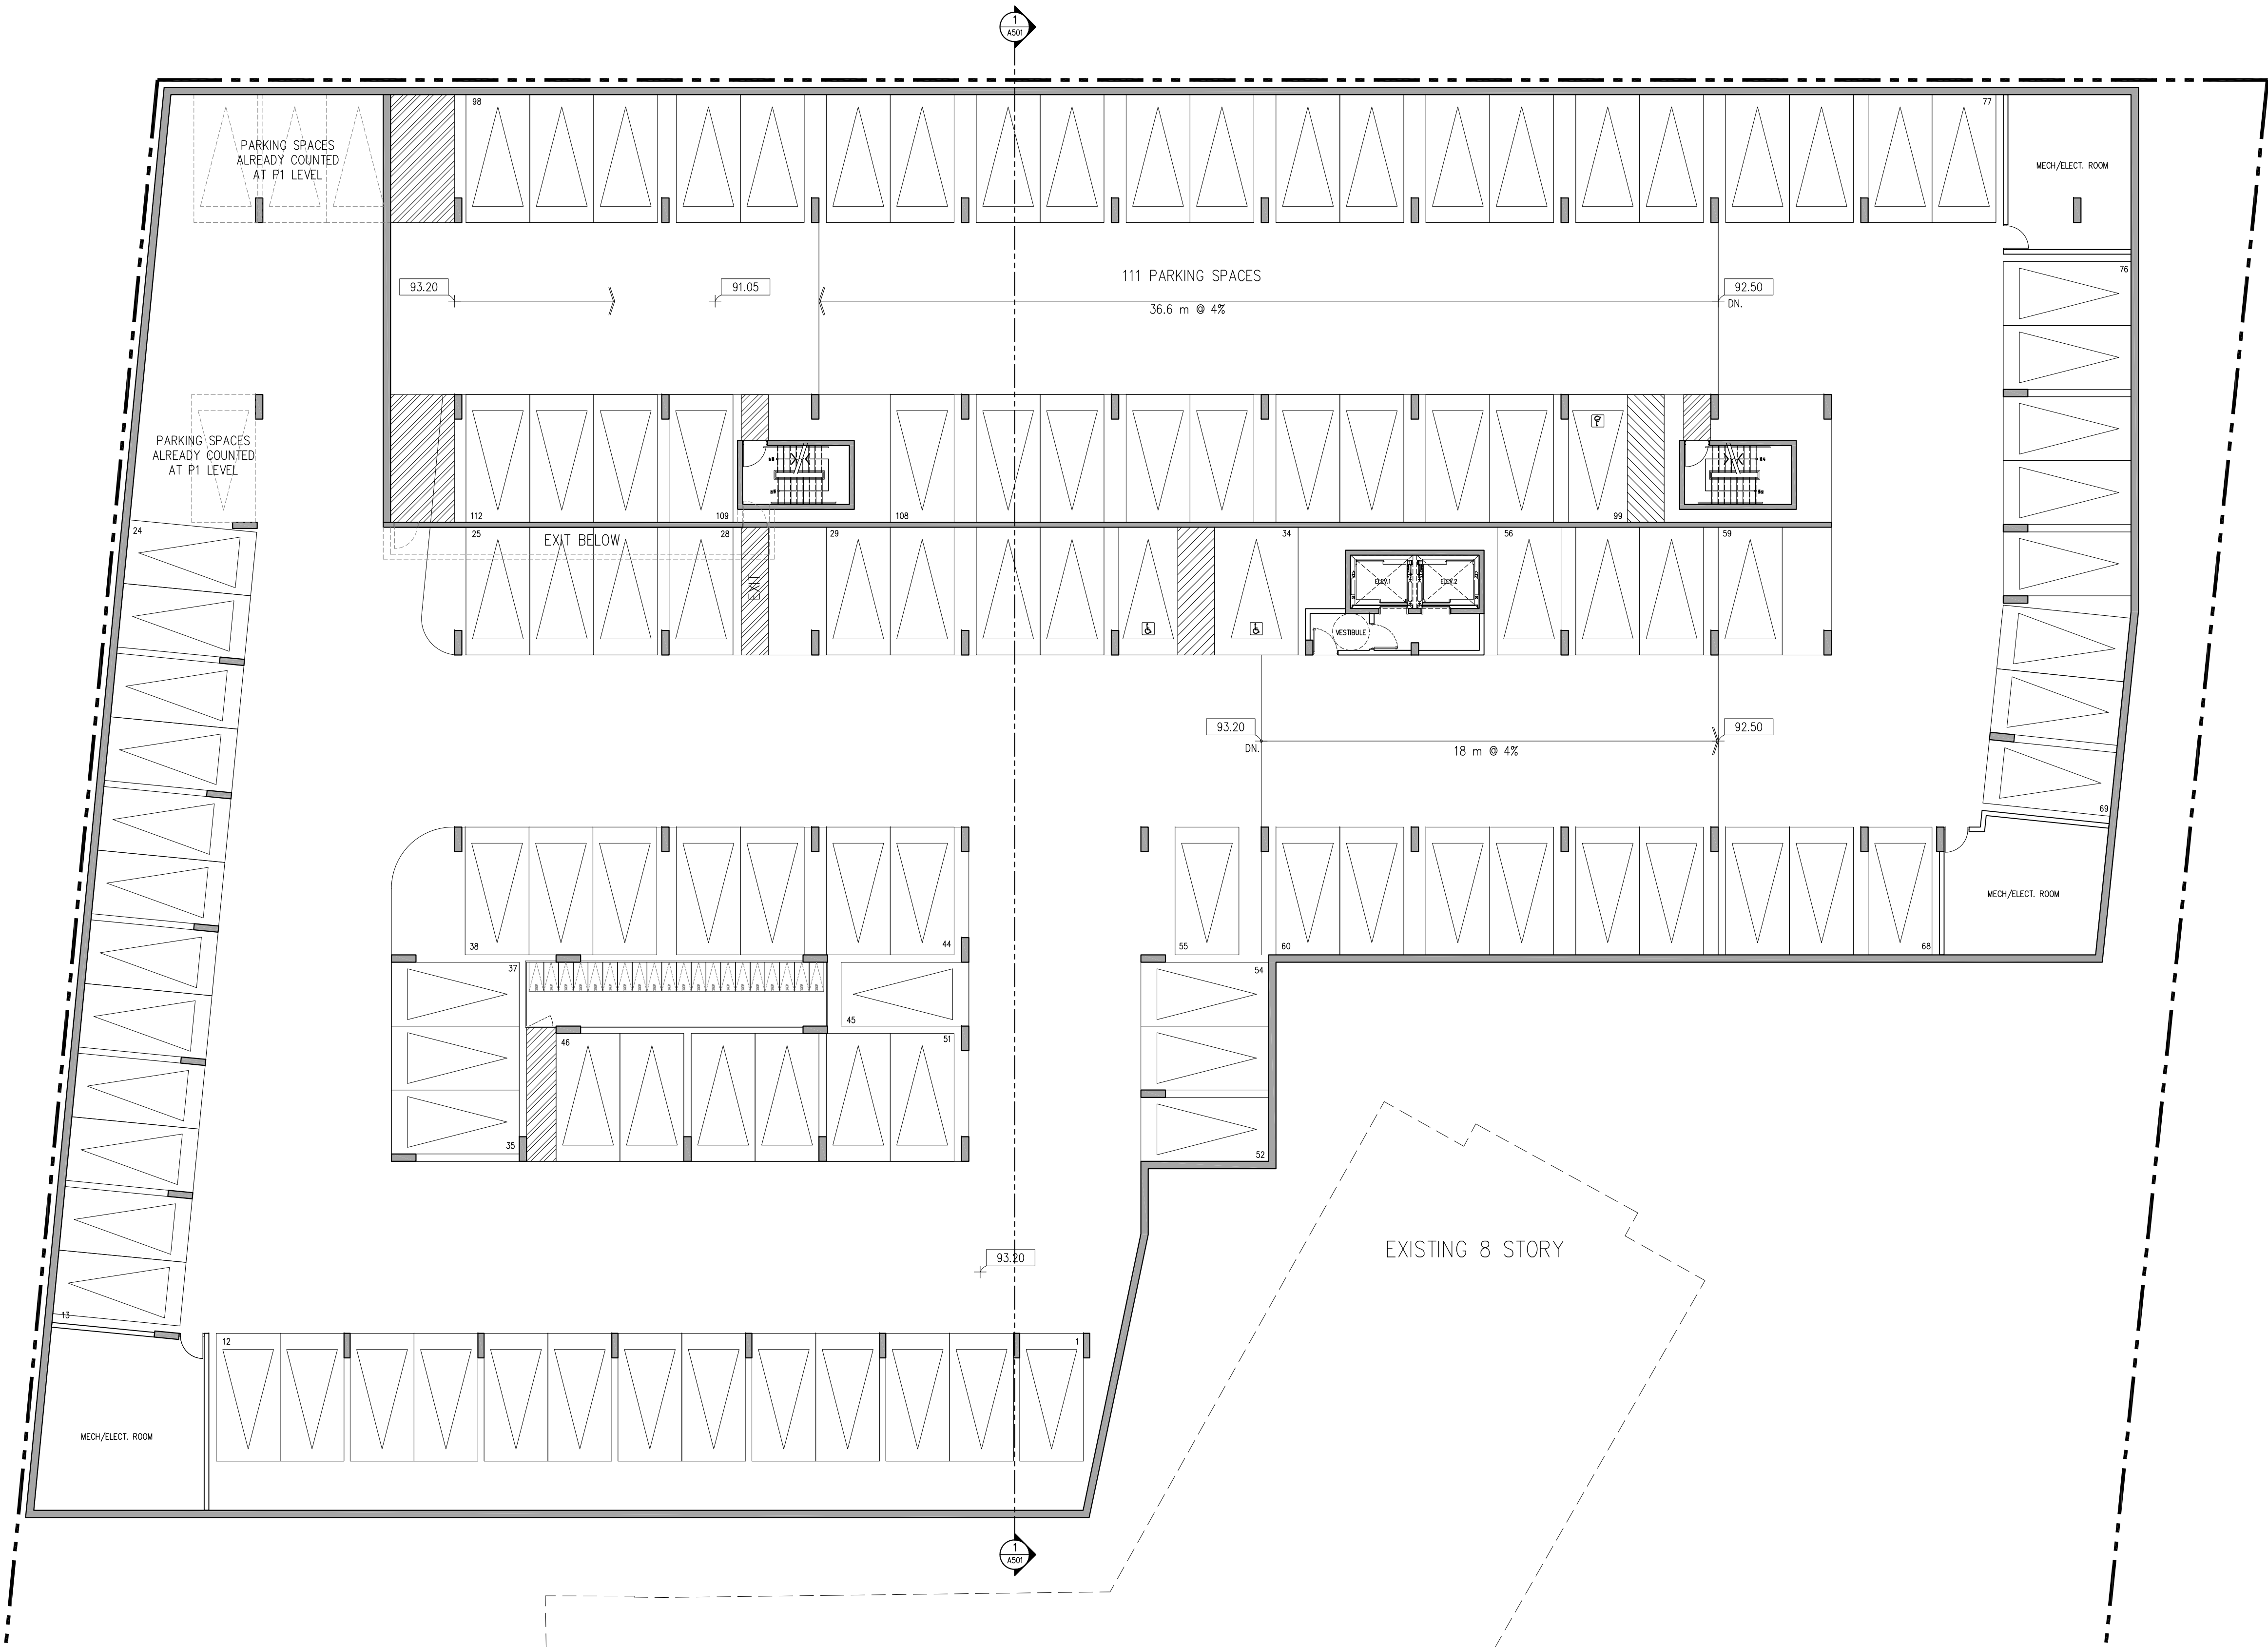 1
A501
98
77
PARKING SPACES
ALREADY COUNTED
AT P1 LEVEL
MECH/ELECT. ROOM
76
111 PARKING SPACES
93.20
91.05
92.50
36.6 m @ 4%
DN.
PARKING SPACES
ALREADY COUNTED
AT P1 LEVEL
112
109
108
99
24
25
28
29
34
56
59
EXIT BELOW
EXIT
ELEV.1
ELEV.2
VESTIBULE
93.20
92.50
DN.
18 m @ 4%
69
MECH/ELECT. ROOM
38
44
55
60
68
37
54
45
46
51
35
52
93.20
EXISTING 8 STORY
13
12
1
MECH/ELECT. ROOM
1
A501